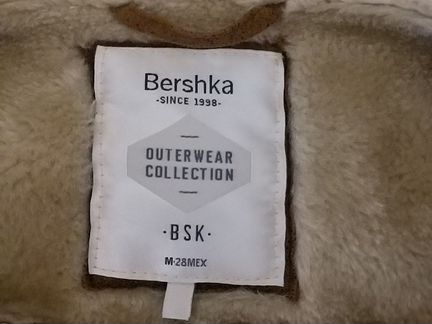 Bershka
-SINCE 1998-
OUTERWEAR
COLLECTION
·BSK·
M·28MEX